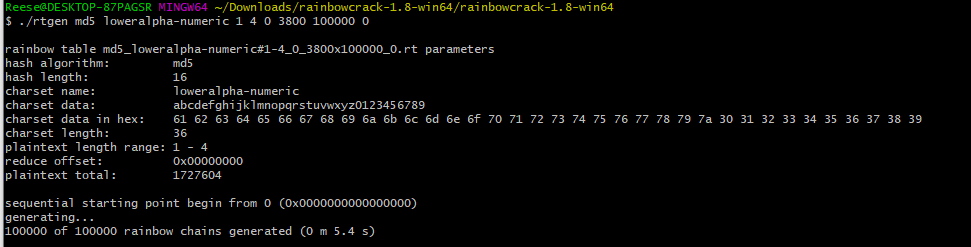 Reese@DESKTOP-87PAGSR MINGW64 ~/Downloads/rainbowcrack-1.8-win64/rainbowcrack-1.8-win64
$ ./rtgen md5 loweralpha-numeric 1 4 0 3800 100000 0
rainbow table md5_loweralpha-numeric#1-4_0_3800x100000_0.rt parameters
hash algorithm: md5
hash length: 16
charset name: loweralpha-numeric
charset data: abcdefghijklmnopqrstuvwxyz0123456789
charset data in hex: 61 62 63 64 65 66 67 68 69 6a 6b 6c 6d 6e 6f 70 71 72 73 74 75 76 77 78 79 7a 30 31 32 33 34 35 36 37 38 39
charset length: 36
plaintext length range: 1 - 4
reduce offset: 0x00000000
plaintext total: 1727604
sequential starting point begin from 0 (0x0000000000000000)
generating...
100000 of 100000 rainbow chains generated (0 m 5.4 s)